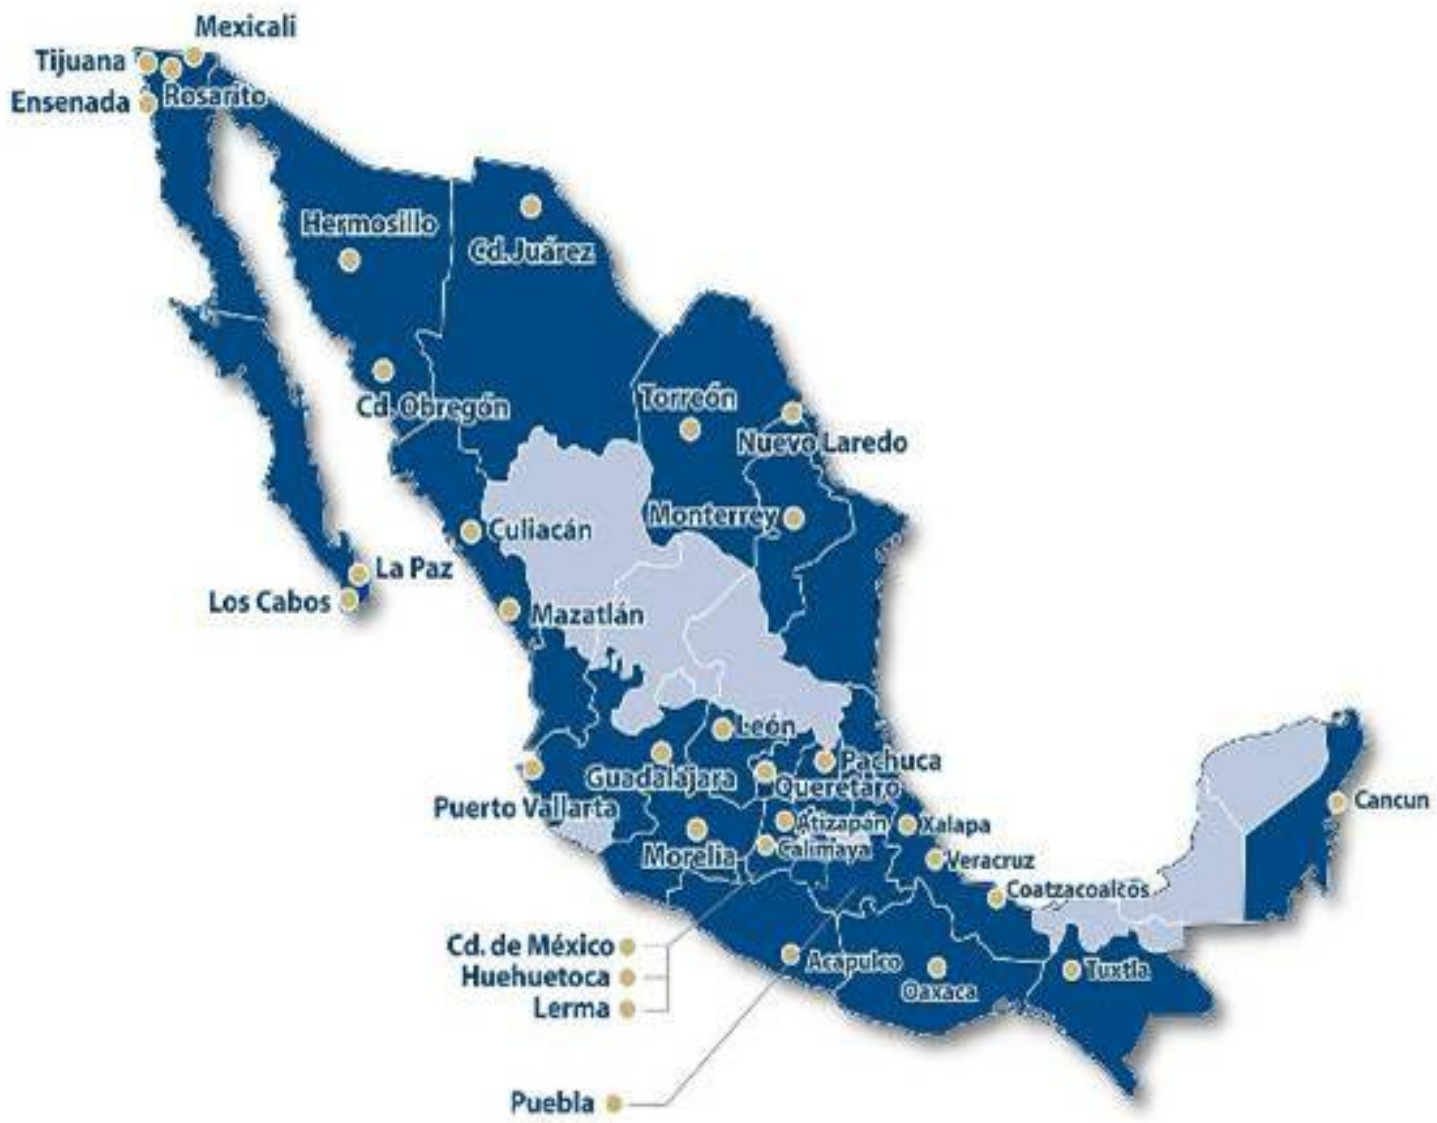 Mexicali
Tijuana
Rosarito
Ensenada
Hermosillo
Cd. Juárez
Cd. Obregón
Torreón
Nuevo Laredo
Monterrey
Culiacán
La Paz
Los Cabos
Mazatlán
León
Pachuca
Guadalajara
Queretaro
Puerto Vallarta
Cancun
Atizapán
Xalapa
Morelia
Calimaya
Veracruz
Coatzacoalcos
Cd. de México
Acapulco
Tuxtla
Huehuetoca
Oaxaca
Lerma
Puebla